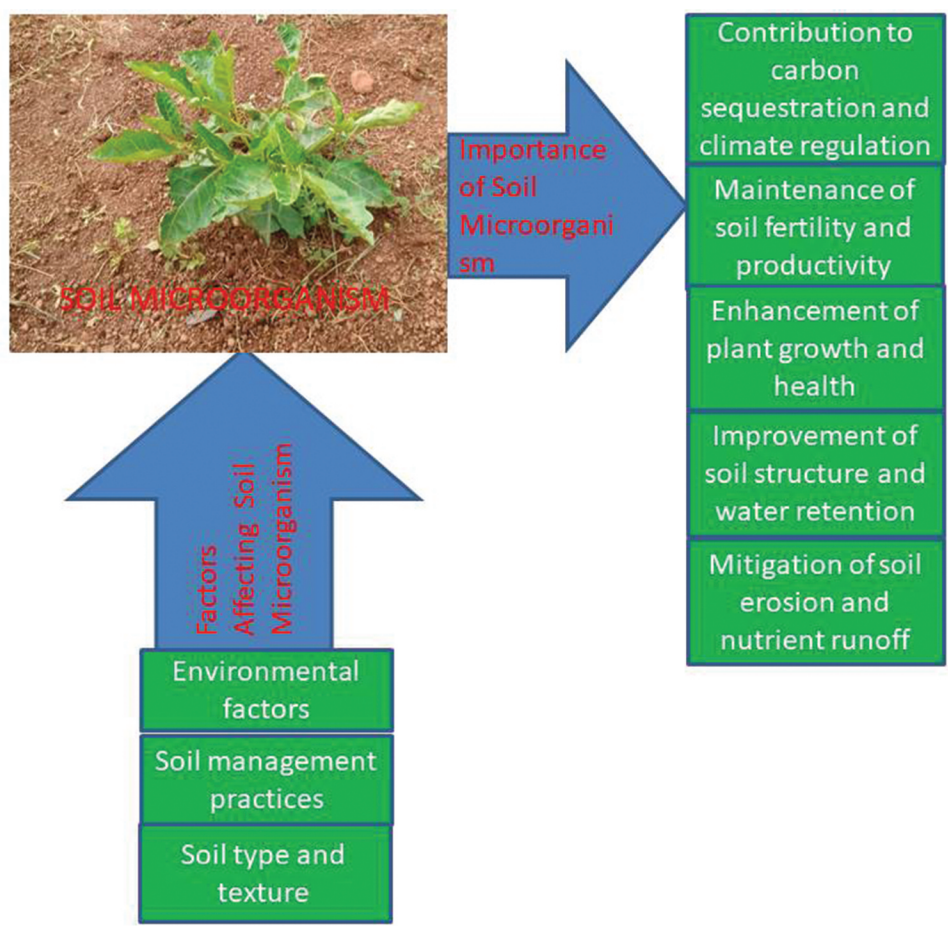 SOIL MICROORGANISM
Importance
of Soil
Microorgani
sm
Contribution to
carbon
sequestration and
climate regulation
Maintenance of
soil fertility and
productivity
Enhancement of
plant growth and
health
Improvement of
soil structure and
water retention
Mitigation of soil
erosion and
nutrient runoff
Factors
Affecting Soil
Microorganism
Environmental
factors
Soil management
practices
Soil type and
texture